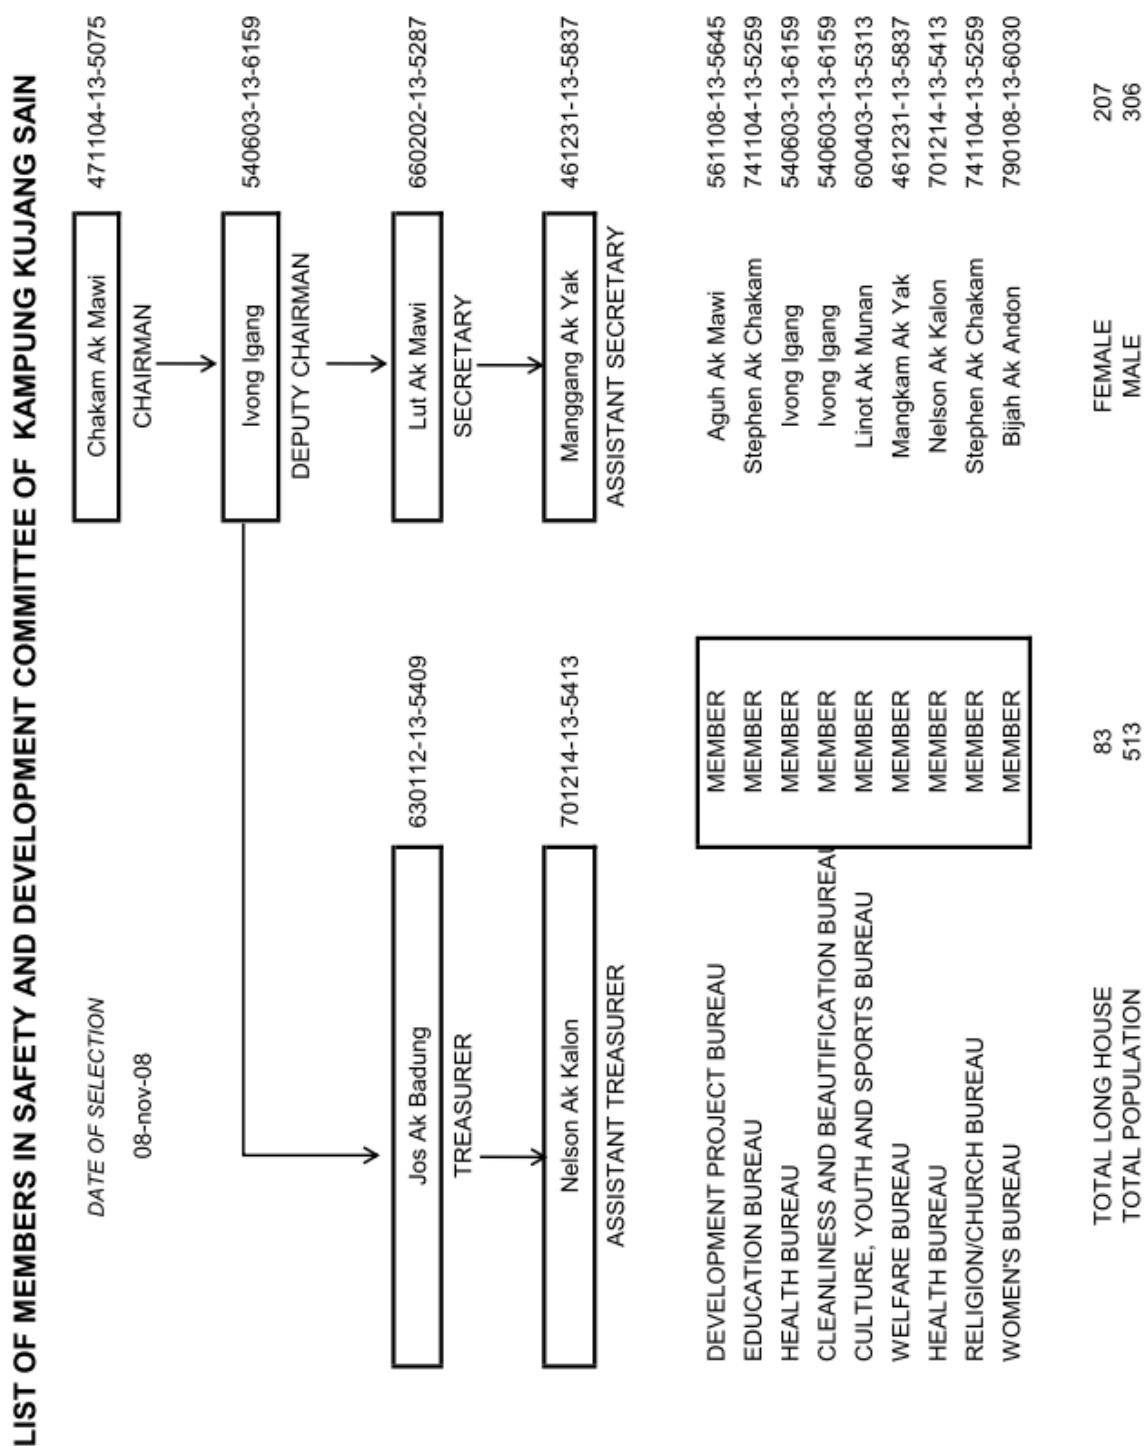 LIST OF MEMBERS IN SAFETY AND DEVELOPMENT COMMITTEE OF KAMPUNG KUJANG SAIN
DATE OF SELECTION
08-nov-08
Chakam Ak Mawi 471104-13-5075
CHAIRMAN
Ivong Igang 540603-13-6159
DEPUTY CHAIRMAN
Jos Ak Badung 630112-13-5409 Lut Ak Mawi 660202-13-5287
TREASURER SECRETARY
Nelson Ak Kalon 701214-13-5413 Manggang Ak Yak 461231-13-5837
ASSISTANT TREASURER ASSISTANT SECRETARY
DEVELOPMENT PROJECT BUREAU MEMBER Aguh Ak Mawi 561108-13-5645
EDUCATION BUREAU MEMBER Stephen Ak Chakam 741104-13-5259
HEALTH BUREAU MEMBER Ivong Igang 540603-13-6159
CLEANLINESS AND BEAUTIFICATION BUREAU MEMBER Ivong Igang 540603-13-6159
CULTURE, YOUTH AND SPORTS BUREAU MEMBER Linot Ak Munan 600403-13-5313
WELFARE BUREAU MEMBER Mangkam Ak Yak 461231-13-5837
HEALTH BUREAU MEMBER Nelson Ak Kalon 701214-13-5413
RELIGION/CHURCH BUREAU MEMBER Stephen Ak Chakam 741104-13-5259
WOMEN'S BUREAU MEMBER Bijah Ak Andon 790108-13-6030
TOTAL LONG HOUSE 83 FEMALE 207
TOTAL POPULATION 513 MALE 306